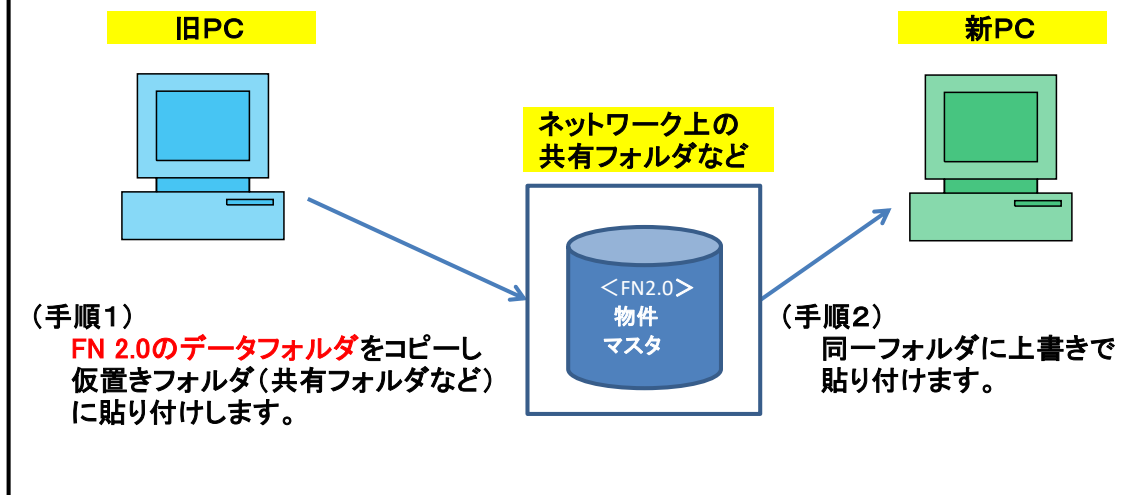 旧PC
新PC
ネットワーク上の
共有フォルダなど
＜FN2.0＞
物件
マスタ
（手順１）
FN 2.0のデータフォルダをコピーし
仮置きフォルダ（共有フォルダなど）
に貼り付けします。
（手順２）
同一フォルダに上書きで
貼り付けます。